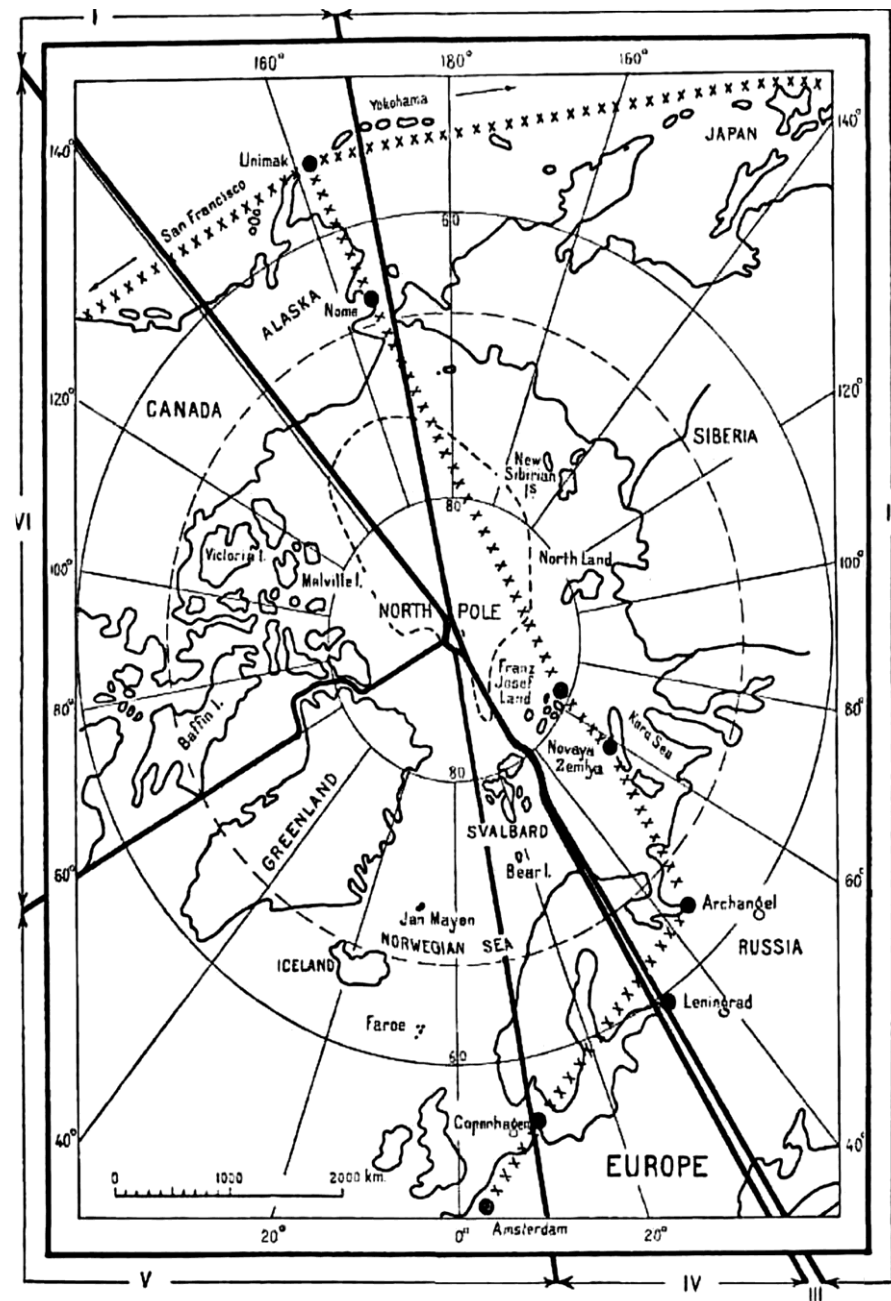 I
160°
180°
160°
Yokohama
JAPAN
140°
140°
Unimak
San Francisco
60
ALASKA
Nome
120°
120°
CANADA
SIBERIA
New
Siberian
Is
80
VI
I
100°
100°
Victoria I.
Melville I.
North Land
NORTH POLE
Franz
Josef
Land
80°
80°
Baffin I.
Kara Sea
Novaya
Zemlya
80
GREENLAND
SVALBARD
Bear I.
60°
60°
Jan Mayen
Archangel
NORWEGIAN SEA
RUSSIA
ICELAND
Leningrad
Faroe
60
Copenhagen
40°
40°
EUROPE
0 1000 2000 km.
Amsterdam
20°
0°
20°
V
IV
III